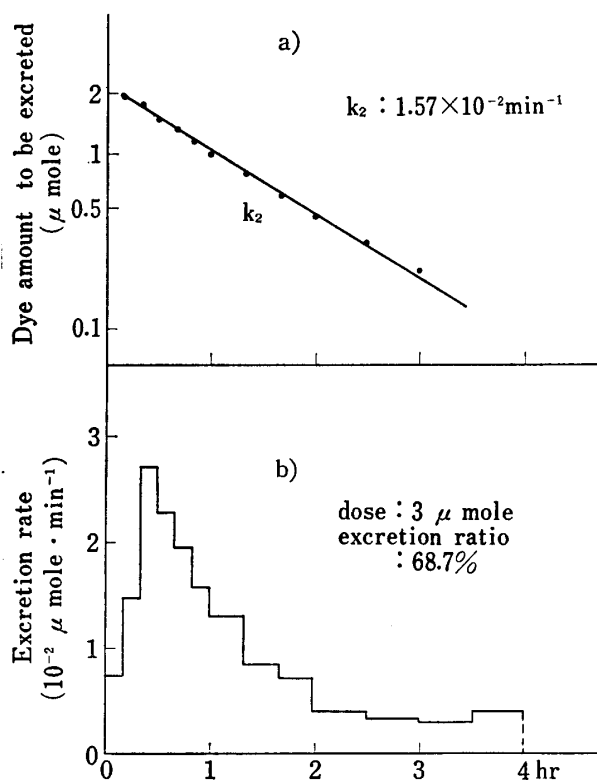 a)
Dye amount to be excreted
(μ mole)
2
1
0.5
0.1
k₂ : 1.57×10⁻²min⁻¹
k₂
b)
Excretion rate
(10⁻² μ mole・min⁻¹)
3
2
1
0
dose : 3 μ mole
excretion ratio
: 68.7%
0 1 2 3 4 hr